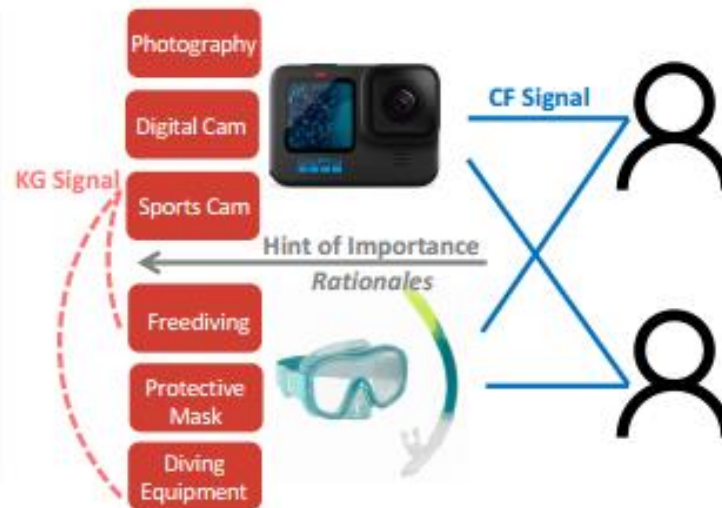 Photography
Digital Cam
CF Signal
KG Signal
Sports Cam
Hint of Importance
Rationales
Freediving
Protective
Mask
Diving
Equipment